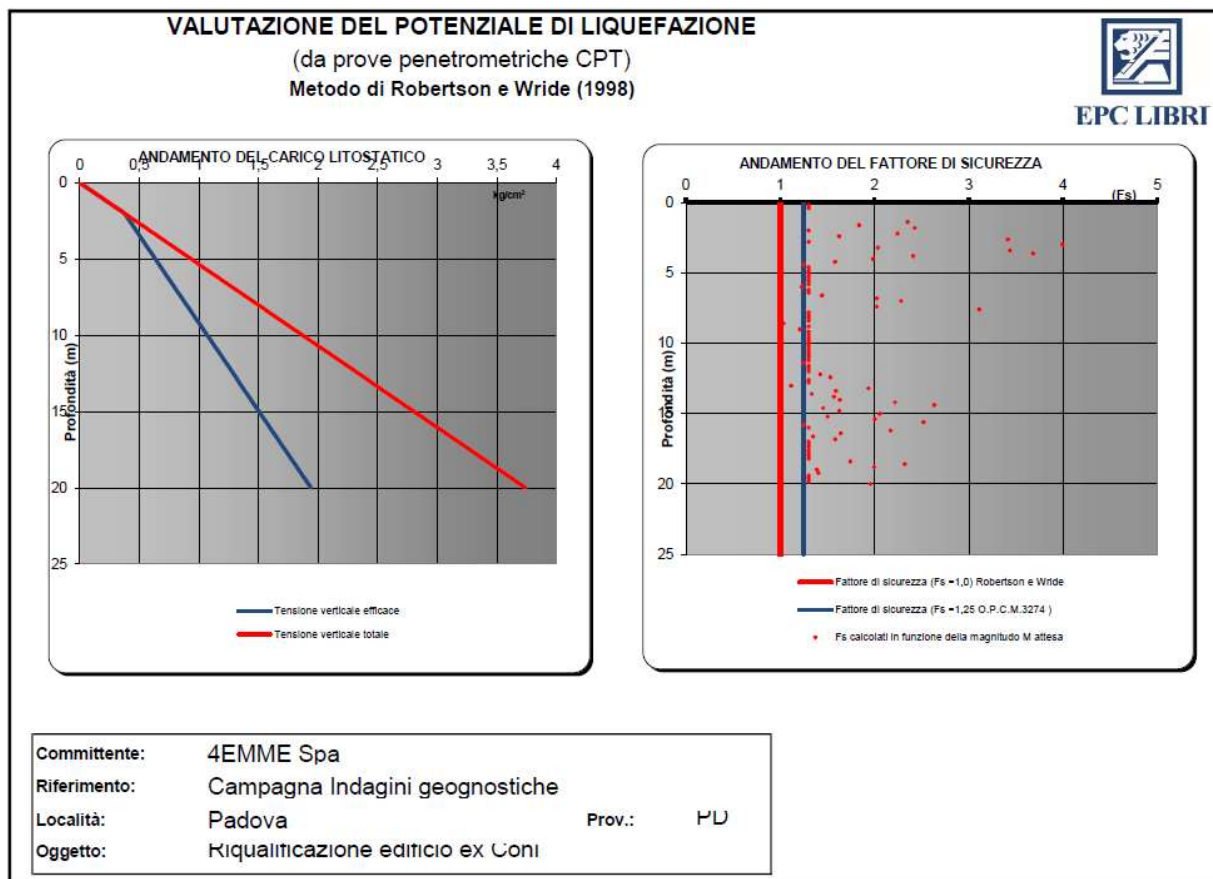 VALUTAZIONE DEL POTENZIALE DI LIQUEFAZIONE
(da prove penetrometriche CPT)
Metodo di Robertson e Wride (1998)
EPC LIBRI
ANDAMENTO DEL CARICO LITOSTATICO
0 0,5 1 1,5 2 2,5 3 3,5 4
kg/cm²
0
5
10
15
20
25
Profondità (m)
Tensione verticale efficace
Tensione verticale totale
ANDAMENTO DEL FATTORE DI SICUREZZA
0 1 2 3 4 5
(Fs)
0
5
10
15
20
25
Profondità (m)
Fattore di sicurezza (Fs =1,0) Robertson e Wride
Fattore di sicurezza (Fs =1,25 O.P.C.M.3274 )
Fs calcolati in funzione della magnitudo M attesa
Committente: 4EMME Spa
Riferimento: Campagna Indagini geognostiche
Località: Padova Prov.: PD
Oggetto: Riqualificazione edificio ex Coni